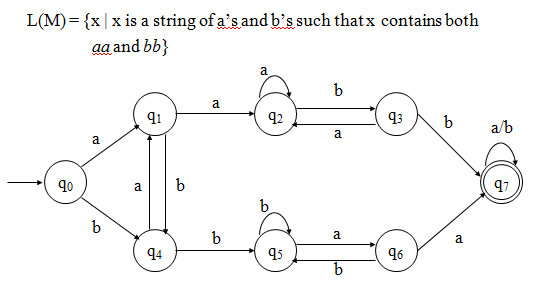 L(M) = {x | x is a string of a's and b's such that x contains both
aa and bb}
a
b
a
q1
q2
q3
b
a/b
a
a
q0
a
b
q7
b
b
b
a
a
q4
q5
q6
b